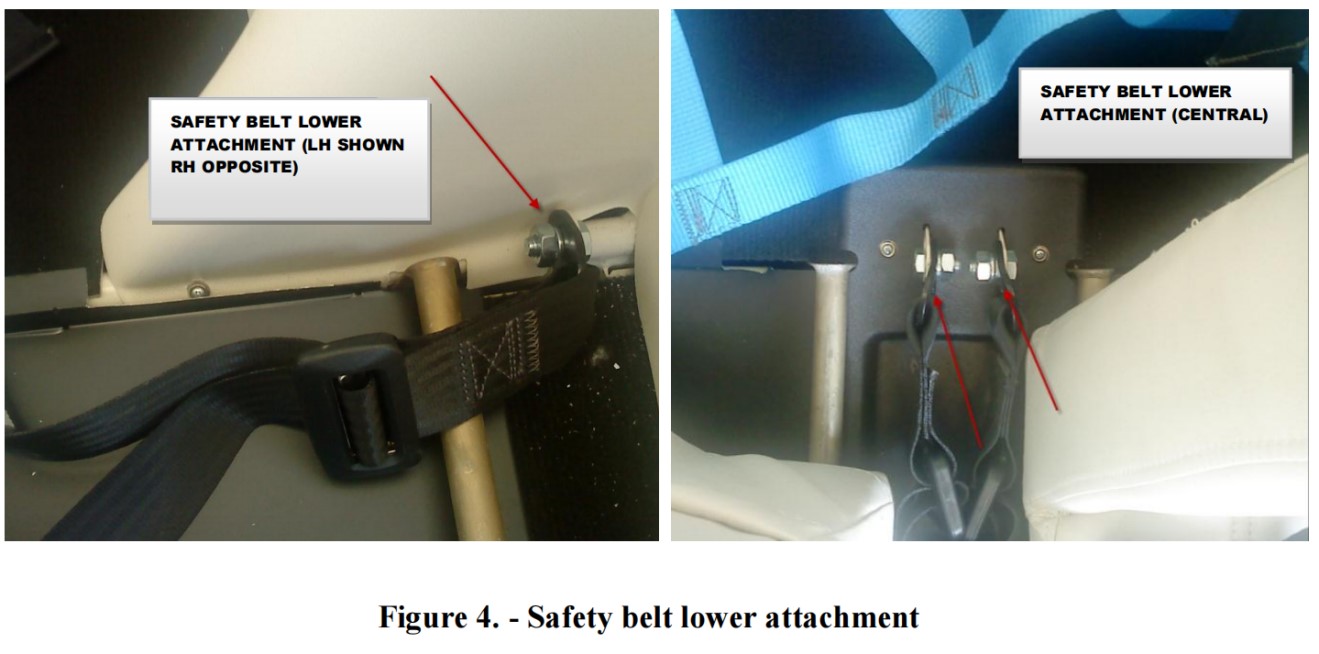 SAFETY BELT LOWER
ATTACHMENT (LH SHOWN
RH OPPOSITE)
SAFETY BELT LOWER
ATTACHMENT (CENTRAL)
Figure 4. - Safety belt lower attachment